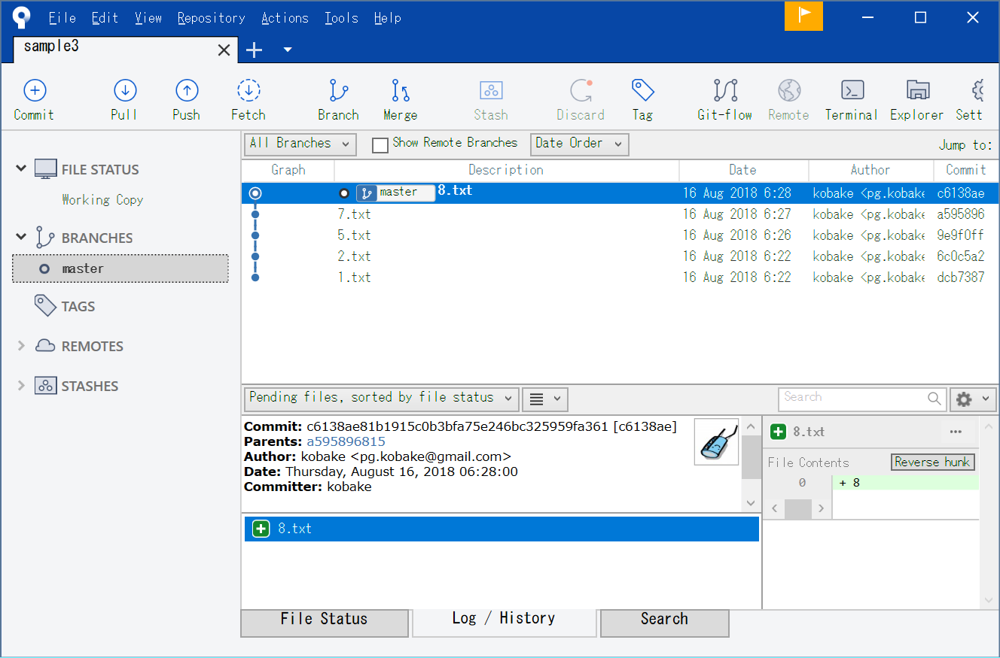 File Edit View Repository Actions Tools Help
sample3
Commit Pull Push Fetch Branch Merge Stash Discard Tag Git-flow Remote Terminal Explorer Sett
FILE STATUS
Working Copy
BRANCHES
master
TAGS
REMOTES
STASHES
All Branches Show Remote Branches Date Order Jump to:
Graph Description Date Author Commit
master 8.txt 16 Aug 2018 6:28 kobake <pg.kobake c6138ae
7.txt 16 Aug 2018 6:27 kobake <pg.kobake a595896
5.txt 16 Aug 2018 6:26 kobake <pg.kobake 9e9f0ff
2.txt 16 Aug 2018 6:22 kobake <pg.kobake 6c0c5a2
1.txt 16 Aug 2018 6:22 kobake <pg.kobake dcb7387
Pending files, sorted by file status Search
Commit: c6138ae81b1915c0b3bfa75e246bc325959fa361 [c6138ae]
Parents: a595896815
Author: kobake <pg.kobake@gmail.com>
Date: Thursday, August 16, 2018 06:28:00
Committer: kobake
8.txt
8.txt ...
File Contents Reverse hunk
0 + 8
File Status Log / History Search